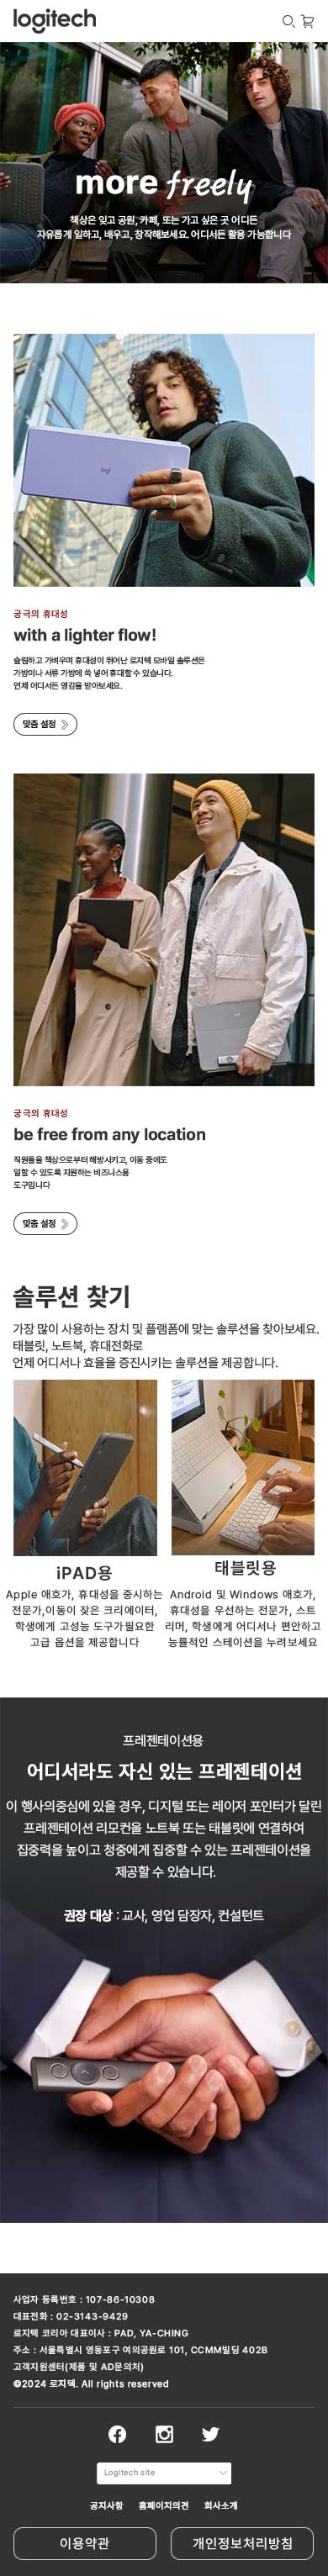 logitech
more freely
책상은 잊고 공원, 카페, 또는 가고 싶은 곳 어디든
자유롭게 일하고, 배우고, 창작해보세요. 어디서든 활용 가능합니다
logi
궁극의 휴대성
with a lighter flow!
슬림하고 가벼우며 휴대성이 뛰어난 로지텍 모바일 솔루션은
가방이나 서류 가방에 쏙 넣어 휴대할 수 있습니다.
언제 어디서든 영감을 받아보세요.
맞춤 설정
궁극의 휴대성
be free from any location
직원들을 책상으로부터 해방시키고, 이동 중에도
일할 수 있도록 지원하는 비즈니스용
도구입니다
맞춤 설정
솔루션 찾기
가장 많이 사용하는 장치 및 플랫폼에 맞는 솔루션을 찾아보세요.
태블릿, 노트북, 휴대전화로
언제 어디서나 효율을 증진시키는 솔루션을 제공합니다.
iPAD용
Apple 애호가, 휴대성을 중시하는
전문가,이동이 잦은 크리에이터,
학생에게 고성능 도구가필요한
고급 옵션을 제공합니다
태블릿용
Android 및 Windows 애호가,
휴대성을 우선하는 전문가, 스트
리머, 학생에게 어디서나 편안하고
능률적인 스테이션을 누려보세요
프레젠테이션용
어디서라도 자신 있는 프레젠테이션
이 행사의중심에 있을 경우, 디지털 또는 레이저 포인터가 달린
프레젠테이션 리모컨을 노트북 또는 태블릿에 연결하여
집중력을 높이고 청중에게 집중할 수 있는 프레젠테이션을
제공할 수 있습니다.
권장 대상 : 교사, 영업 담장자, 컨설턴트
사업자 등록번호 : 107-86-10308
대표전화 : 02-3143-9429
로지텍 코리아 대표이사 : PAD, YA-CHING
주소 : 서울특별시 영등포구 여의공원로 101, CCMM빌딩 402B
고객지원센터(제품 및 AD문의처)
©2024 로지텍. All rights reserved
Logitech site
공지사항 홈페이지의견 회사소개
이용약관 개인정보처리방침